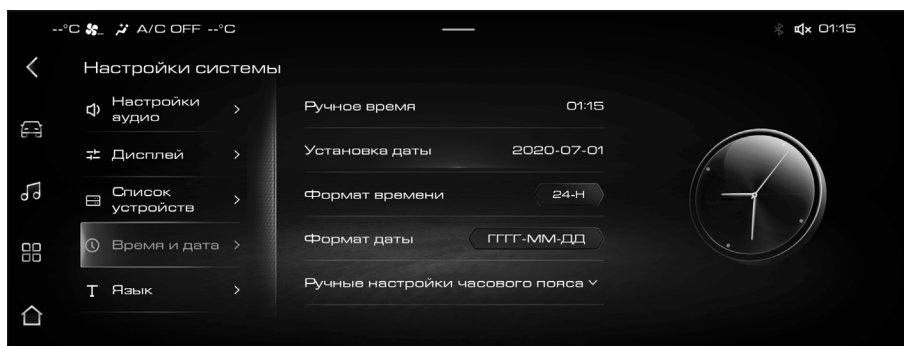 --°C A/C OFF --°C 01:15
Настройки системы
Настройки
аудио
Дисплей
Список
устройств
Время и дата
Язык
Ручное время 01:15
Установка даты 2020-07-01
Формат времени 24-H
Формат даты ГГГГ-ММ-ДД
Ручные настройки часового пояса